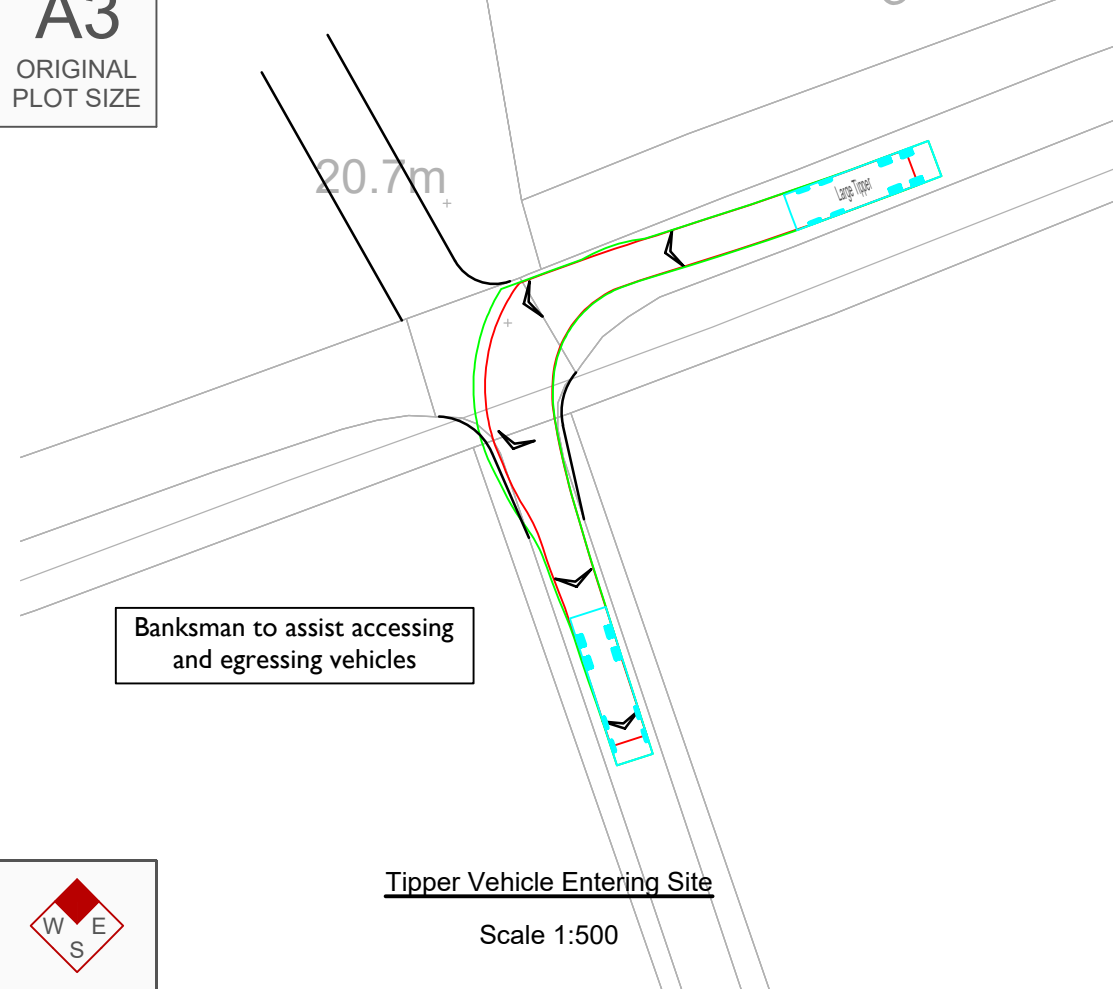 A3
ORIGINAL
PLOT SIZE
20.7m
Large Tipper
Banksman to assist accessing
and egressing vehicles
Tipper Vehicle Entering Site
Scale 1:500
W E
S